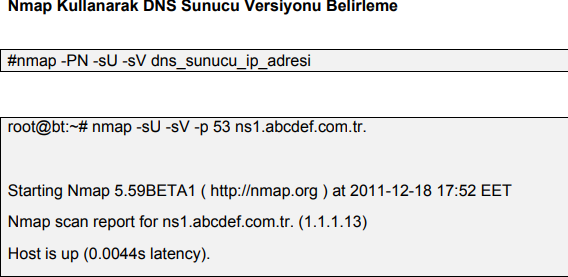 Nmap Kullanarak DNS Sunucu Versiyonu Belirleme
#nmap -PN -sU -sV dns_sunucu_ip_adresi
root@bt:~# nmap -sU -sV -p 53 ns1.abcdef.com.tr.
Starting Nmap 5.59BETA1 ( http://nmap.org ) at 2011-12-18 17:52 EET
Nmap scan report for ns1.abcdef.com.tr. (1.1.1.13)
Host is up (0.0044s latency).